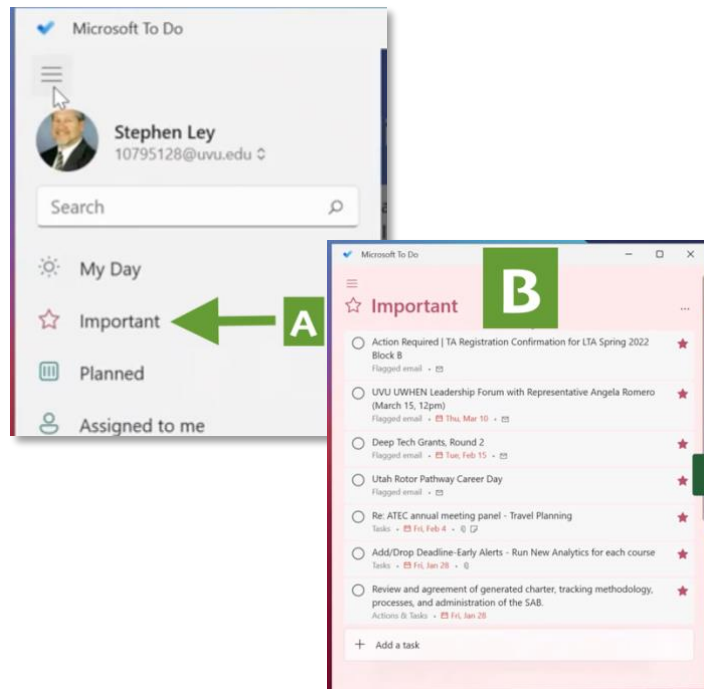 Microsoft To Do
Stephen Ley
10795128@uvu.edu
Search
My Day
Important
Planned
Assigned to me
A
Microsoft To Do
B
Important
Action Required | TA Registration Confirmation for LTA Spring 2022
Block B
Flagged email •
UVU UWHEN Leadership Forum with Representative Angela Romero
(March 15, 12pm)
Flagged email • Thu, Mar 10 •
Deep Tech Grants, Round 2
Flagged email • Tue, Feb 15 •
Utah Rotor Pathway Career Day
Flagged email •
Re: ATEC annual meeting panel - Travel Planning
Tasks • Fri, Feb 4 •
Add/Drop Deadline-Early Alerts - Run New Analytics for each course
Tasks • Fri, Jan 28 •
Review and agreement of generated charter, tracking methodology,
processes, and administration of the SAB.
Actions & Tasks • Fri, Jan 28
+ Add a task